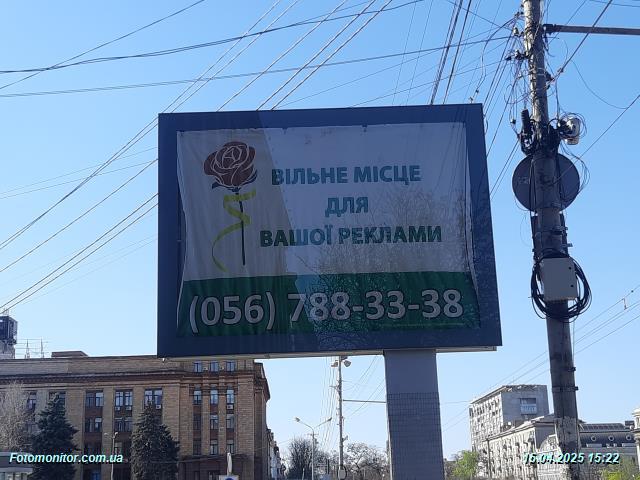 ВІЛЬНЕ МІСЦЕ
ДЛЯ
ВАШОЇ РЕКЛАМИ
(056) 788-33-38
Fotomonitor.com.ua
15.04.2025 15:22